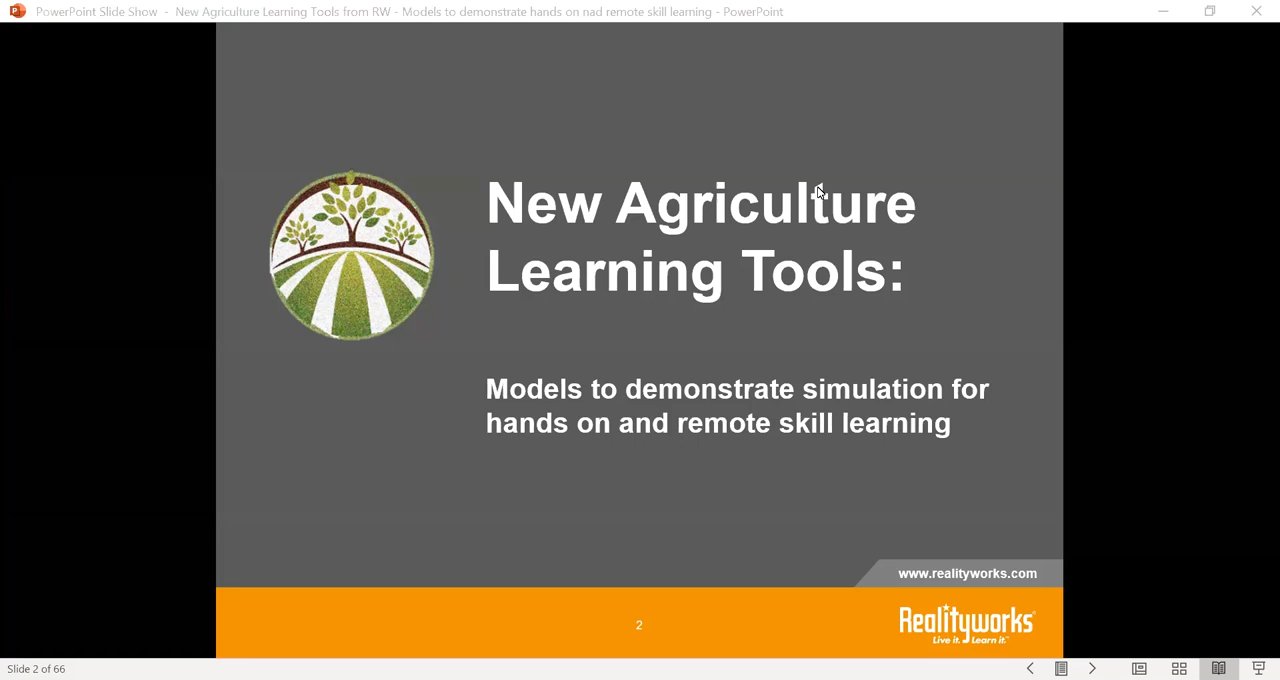 PowerPoint Slide Show - New Agriculture Learning Tools from RW - Models to demonstrate hands on nad remote skill learning - PowerPoint
New Agriculture
Learning Tools:
Models to demonstrate simulation for
hands on and remote skill learning
www.realityworks.com
2
Realityworks®
Live it. Learn it.™
Slide 2 of 66